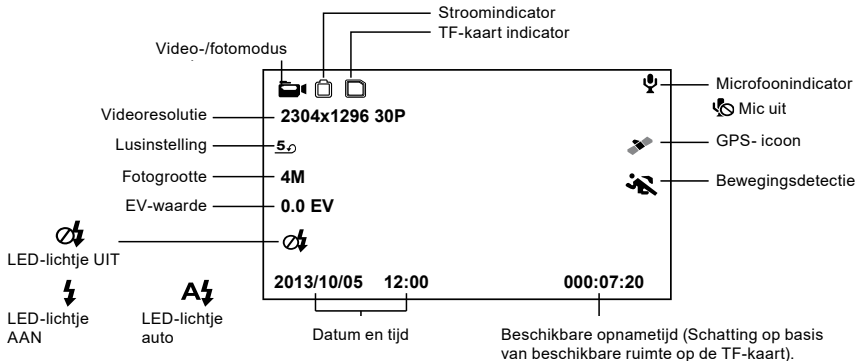 Stroomindicator
TF-kaart indicator
Video-/fotomodus
Microfoonindicator
Mic uit
Videoresolutie
2304x1296 30P
Lusinstelling
5
GPS- icoon
Fotogrootte
4M
Bewegingsdetectie
EV-waarde
0.0 EV
LED-lichtje UIT
2013/10/05 12:00 000:07:20
A
LED-lichtje
AAN
LED-lichtje
auto
Datum en tijd
Beschikbare opnametijd (Schatting op basis
van beschikbare ruimte op de TF-kaart).